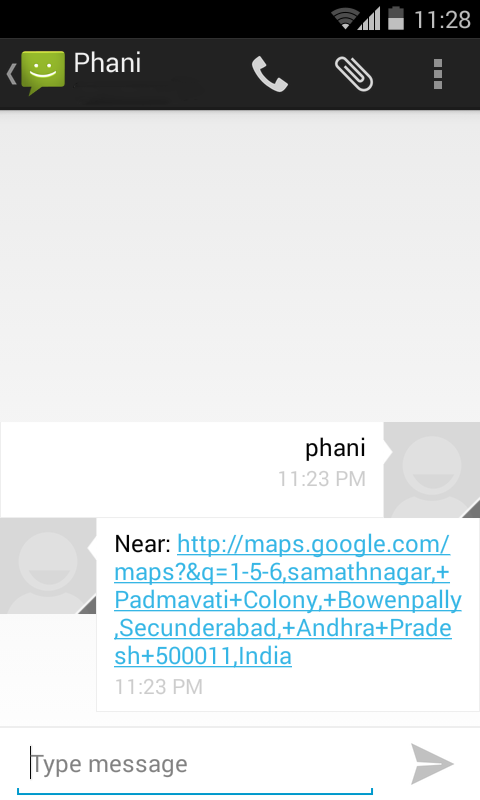 11:28
Phani
phani
11:23 PM
Near: http://maps.google.com/
maps?&q=1-5-6,samathnagar,+
Padmavati+Colony,+Bowenpally
,Secunderabad,+Andhra+Prade
sh+500011,India
11:23 PM
Type message